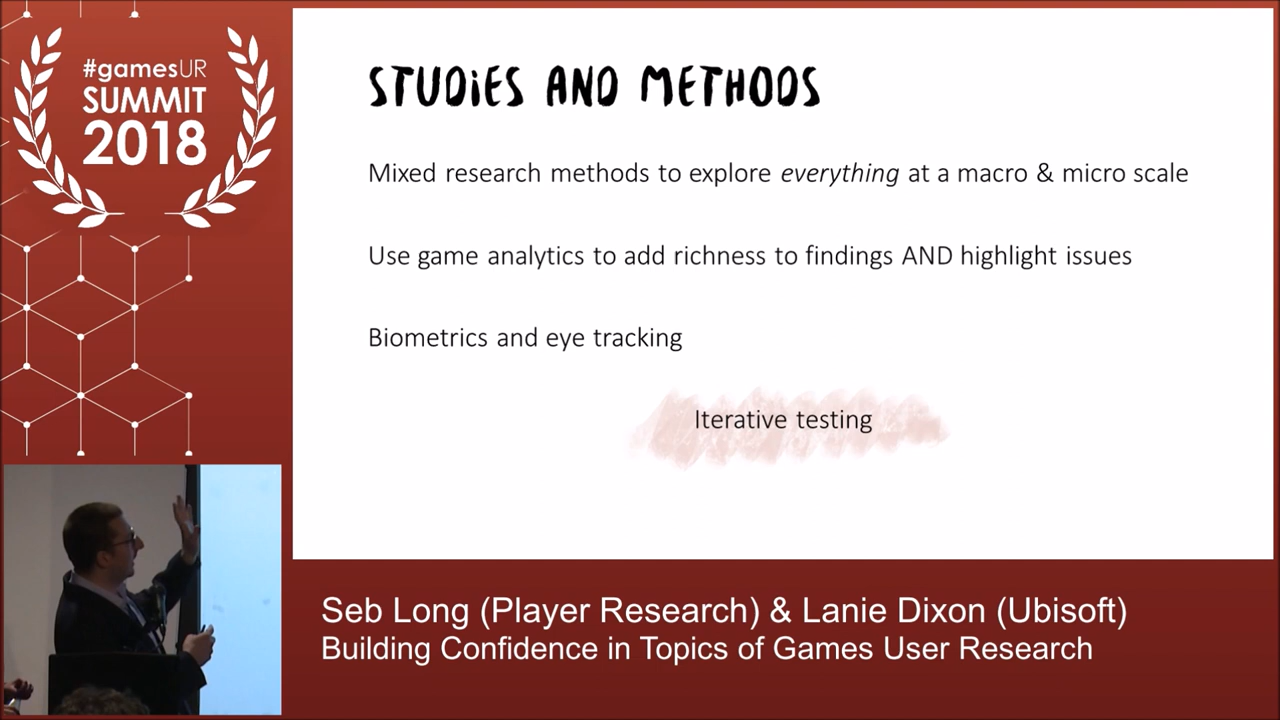 #gamesUR
SUMMIT
2018
STUDiES AND METHODS
Mixed research methods to explore everything at a macro & micro scale
Use game analytics to add richness to findings AND highlight issues
Biometrics and eye tracking
Iterative testing
Seb Long (Player Research) & Lanie Dixon (Ubisoft)
Building Confidence in Topics of Games User Research